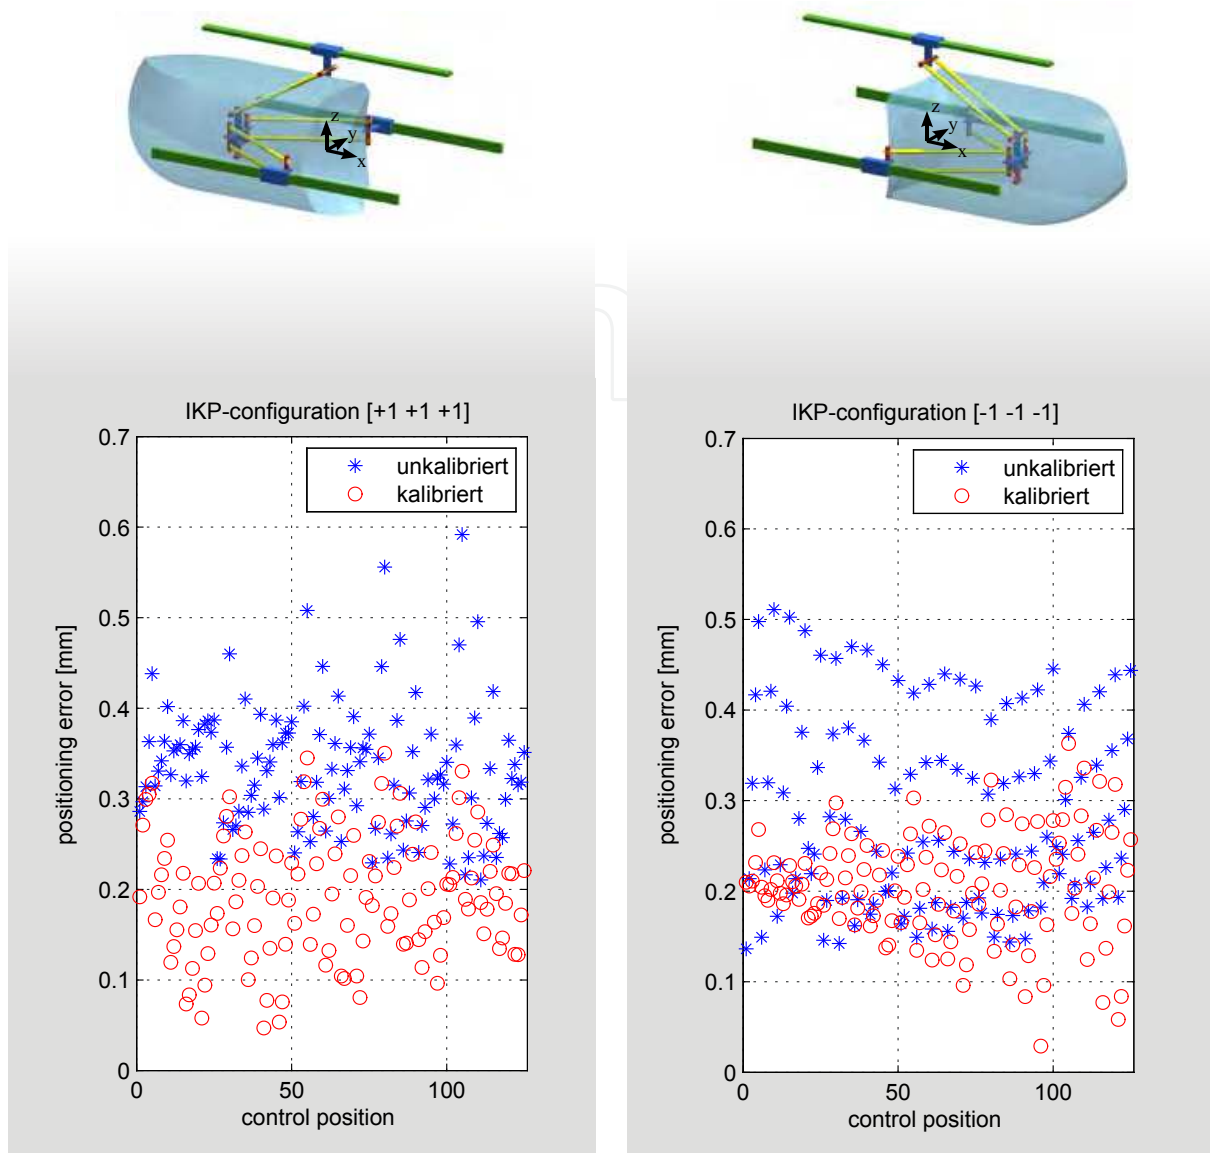 z
y
x
z
y
x
IKP-configuration [+1 +1 +1]
0.7
0.6
0.5
0.4
0.3
0.2
0.1
0
0
50
100
unkalibriert
kalibriert
positioning error [mm]
control position
IKP-configuration [-1 -1 -1]
0.7
0.6
0.5
0.4
0.3
0.2
0.1
0
0
50
100
unkalibriert
kalibriert
positioning error [mm]
control position